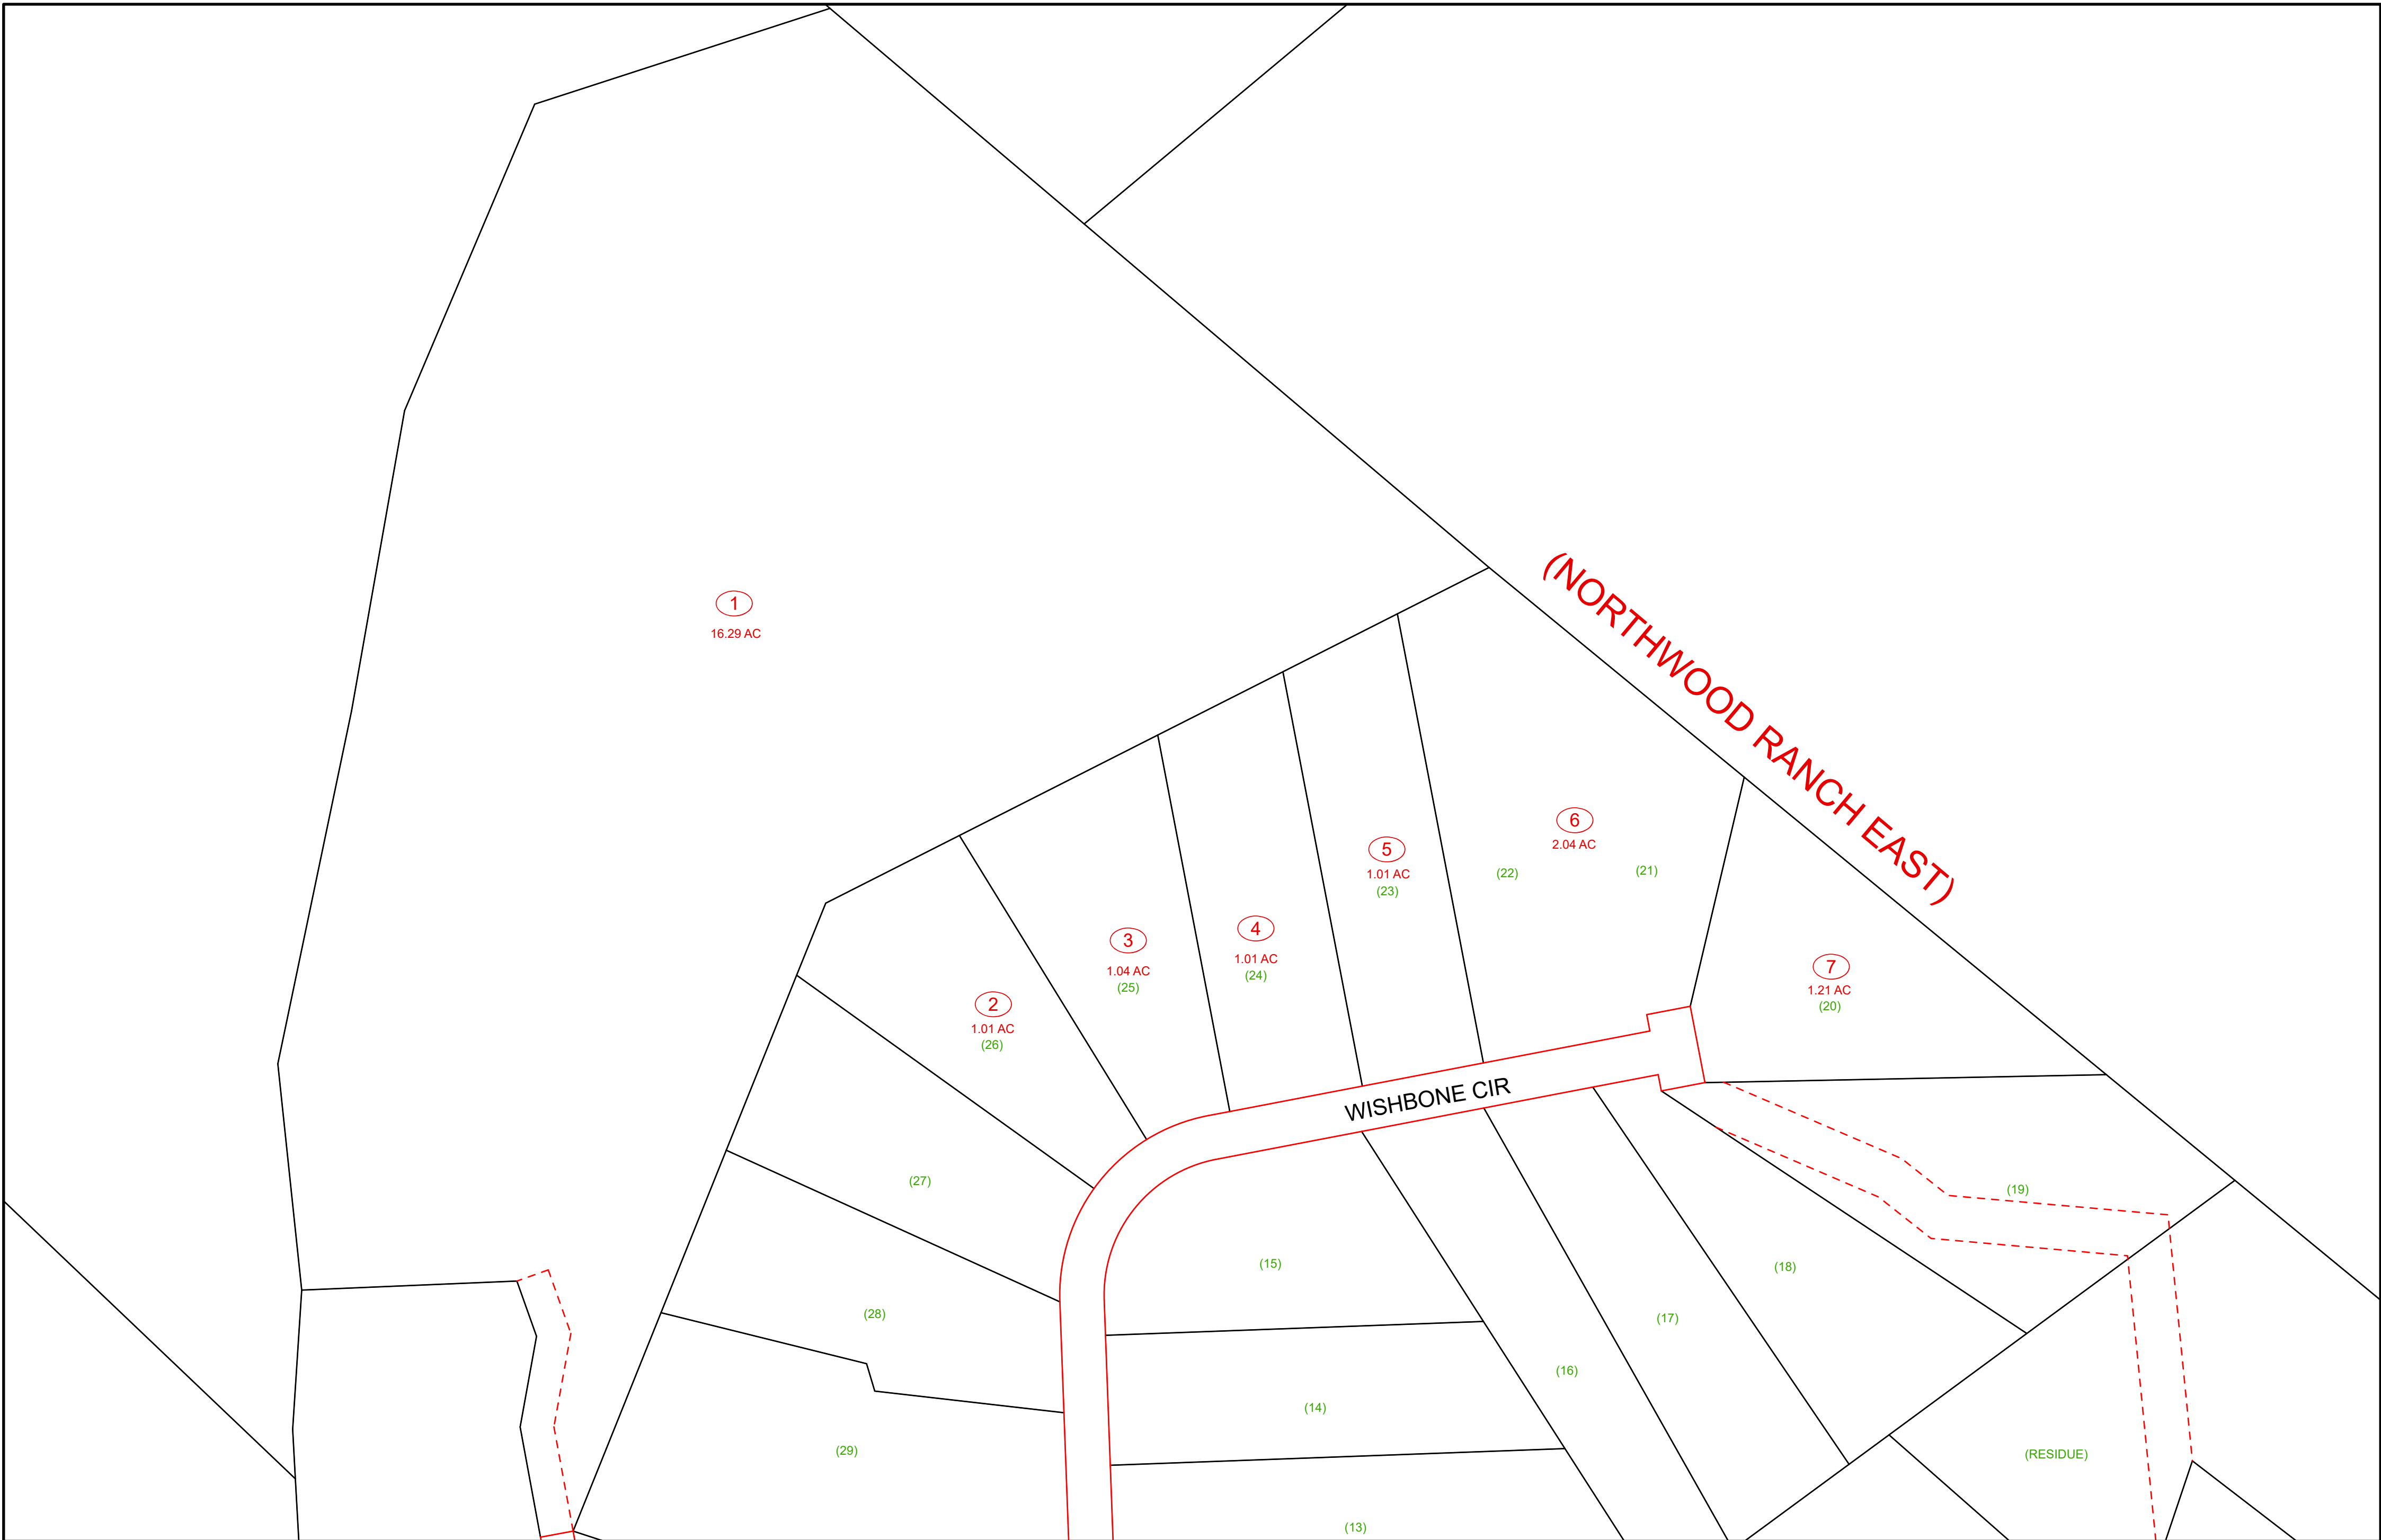 (NORTHWOOD RANCH EAST)
1
16.29 AC
6
2.04 AC
(22)
(21)
5
1.01 AC
(23)
4
1.01 AC
(24)
3
1.04 AC
(25)
7
1.21 AC
(20)
2
1.01 AC
(26)
WISHBONE CIR
(27)
(19)
(15)
(18)
(28)
(17)
(16)
(14)
(29)
(RESIDUE)
(13)